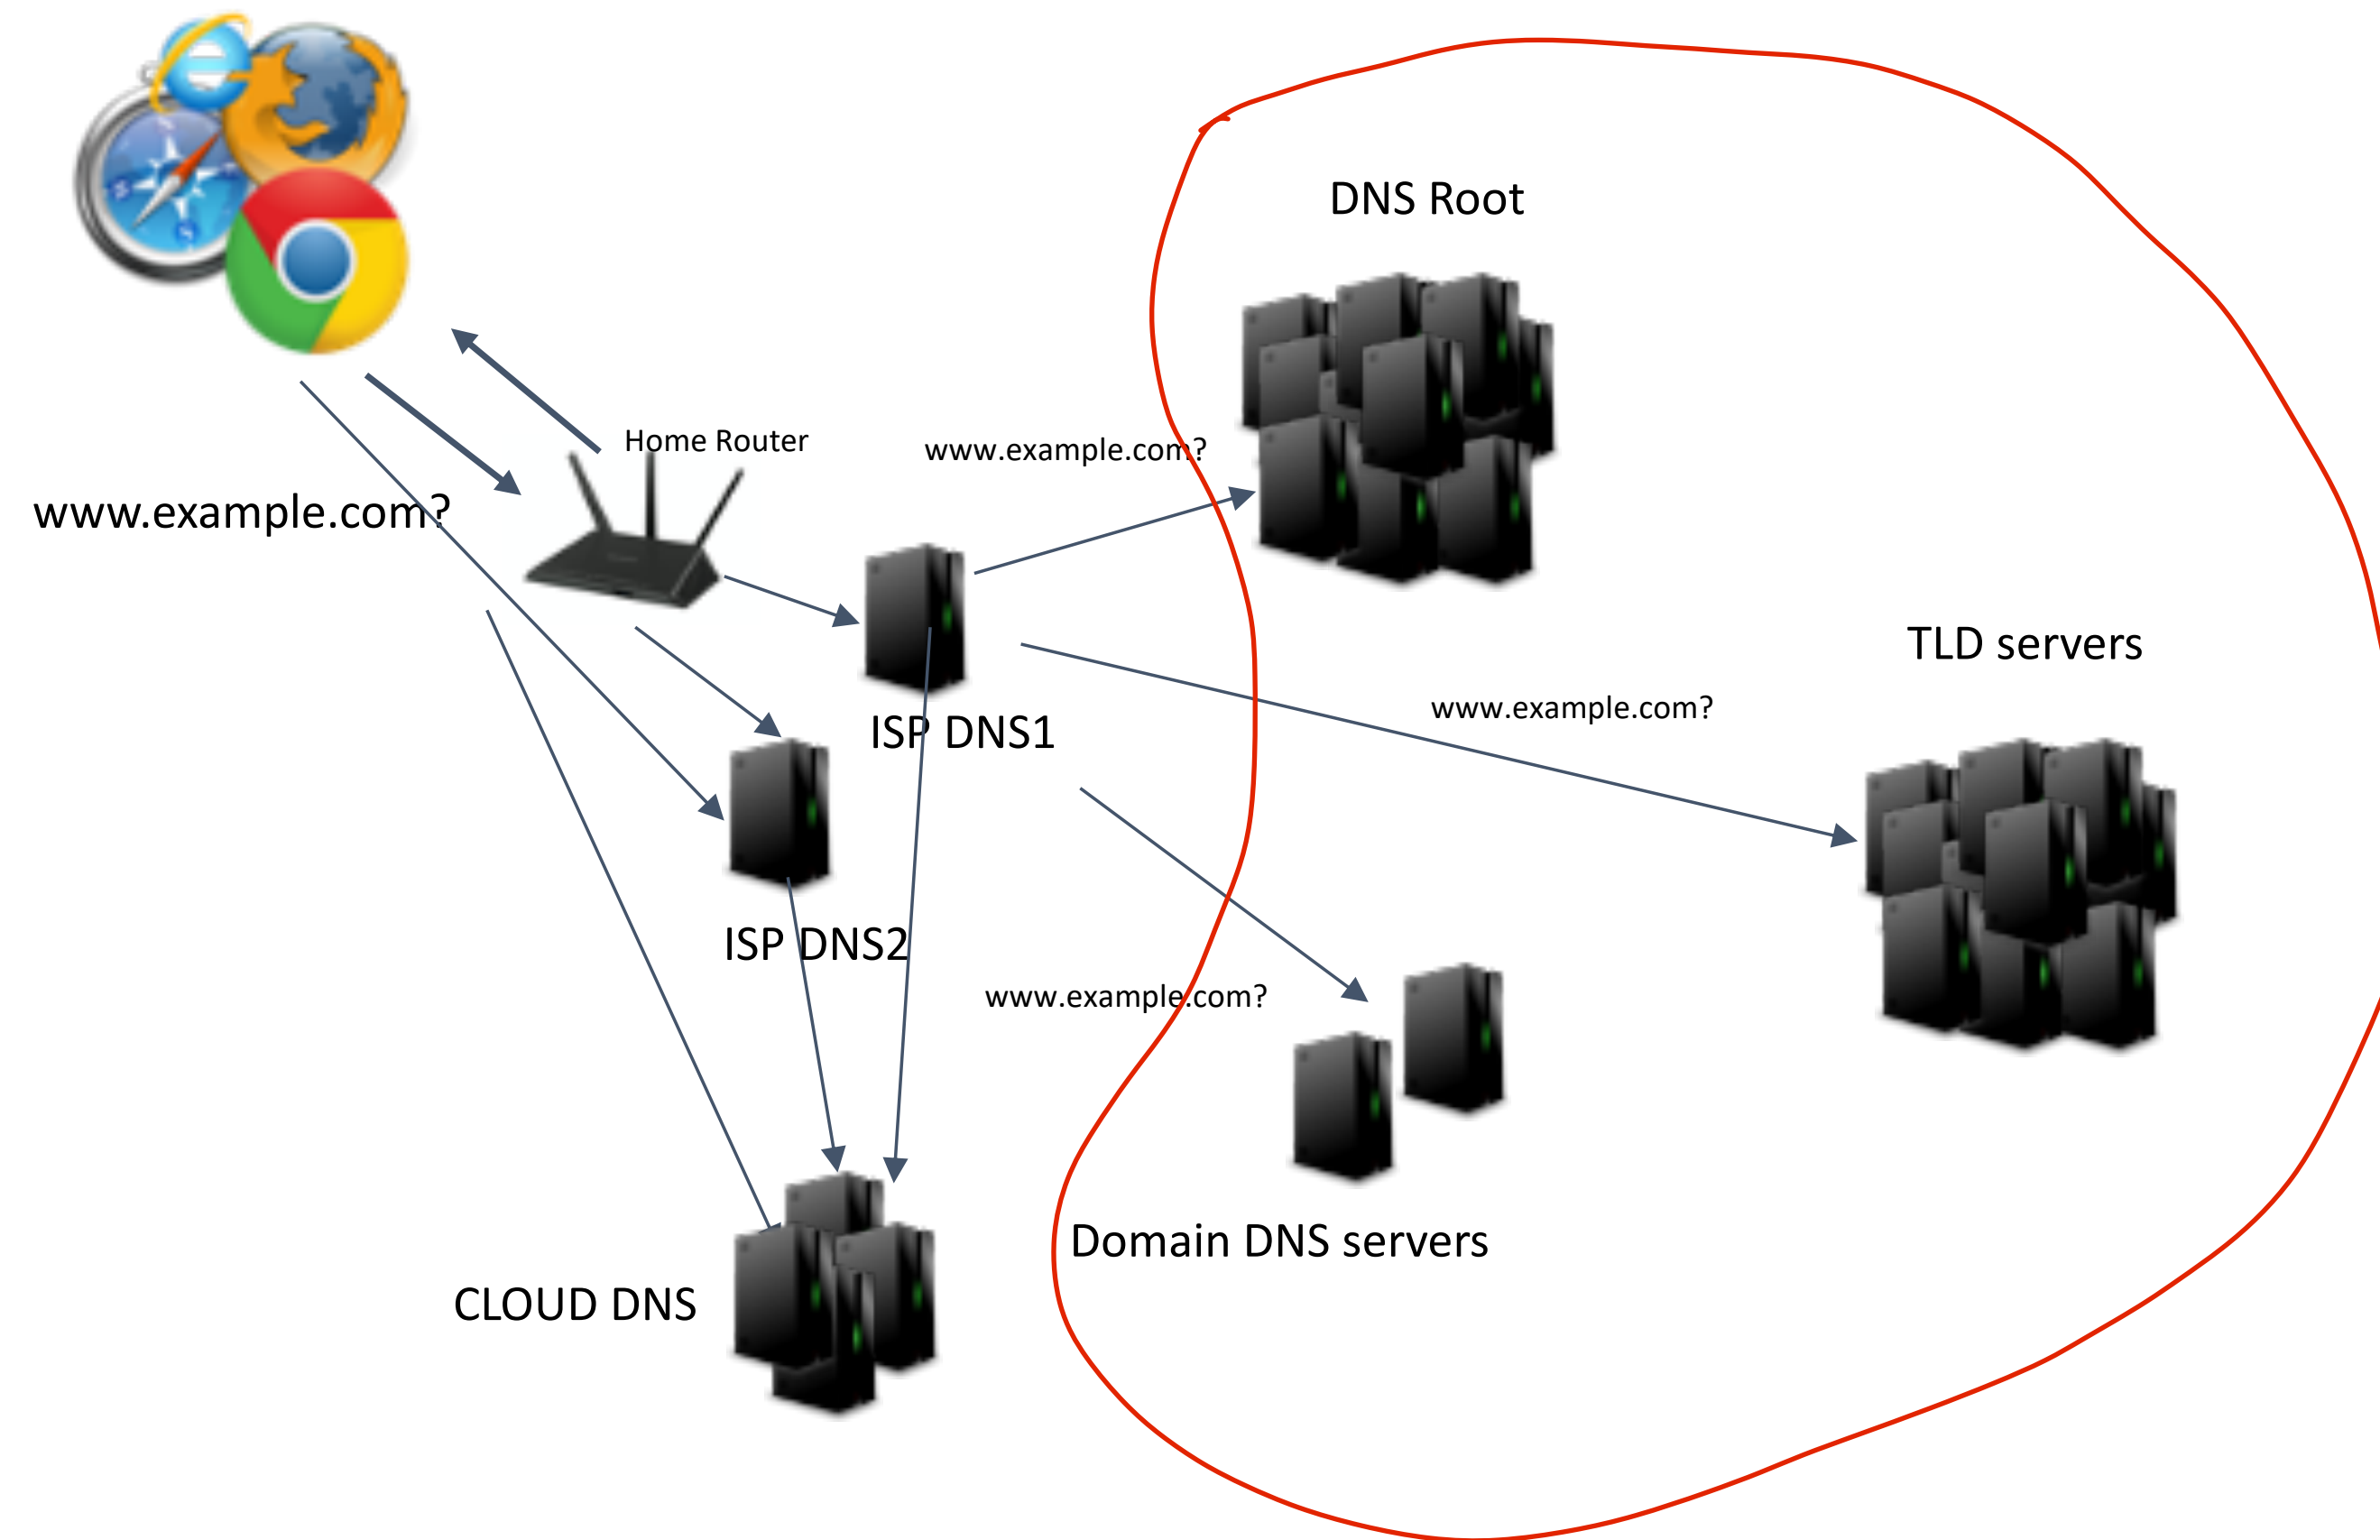 DNS Root
Home Router
www.example.com?
www.example.com?
TLD servers
www.example.com?
ISP DNS1
ISP DNS2
www.example.com?
Domain DNS servers
CLOUD DNS